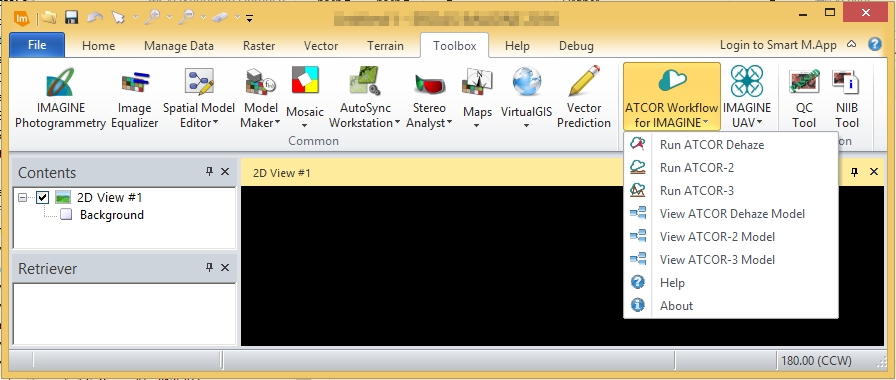 Im
File Home Manage Data Raster Vector Terrain Toolbox Help Debug Login to Smart M.App
IMAGINE Photogrammetry
Image Equalizer
Spatial Model Editor
Model Maker
Mosaic
AutoSync Workstation
Stereo Analyst
Maps
VirtualGIS
Vector Prediction
ATCOR Workflow for IMAGINE
IMAGINE UAV
QC Tool
NIIB Tool
Common
on
Run ATCOR Dehaze
Run ATCOR-2
Run ATCOR-3
View ATCOR Dehaze Model
View ATCOR-2 Model
View ATCOR-3 Model
Help
About
Contents
2D View #1
Background
Retriever
2D View #1
180.00 (CCW)